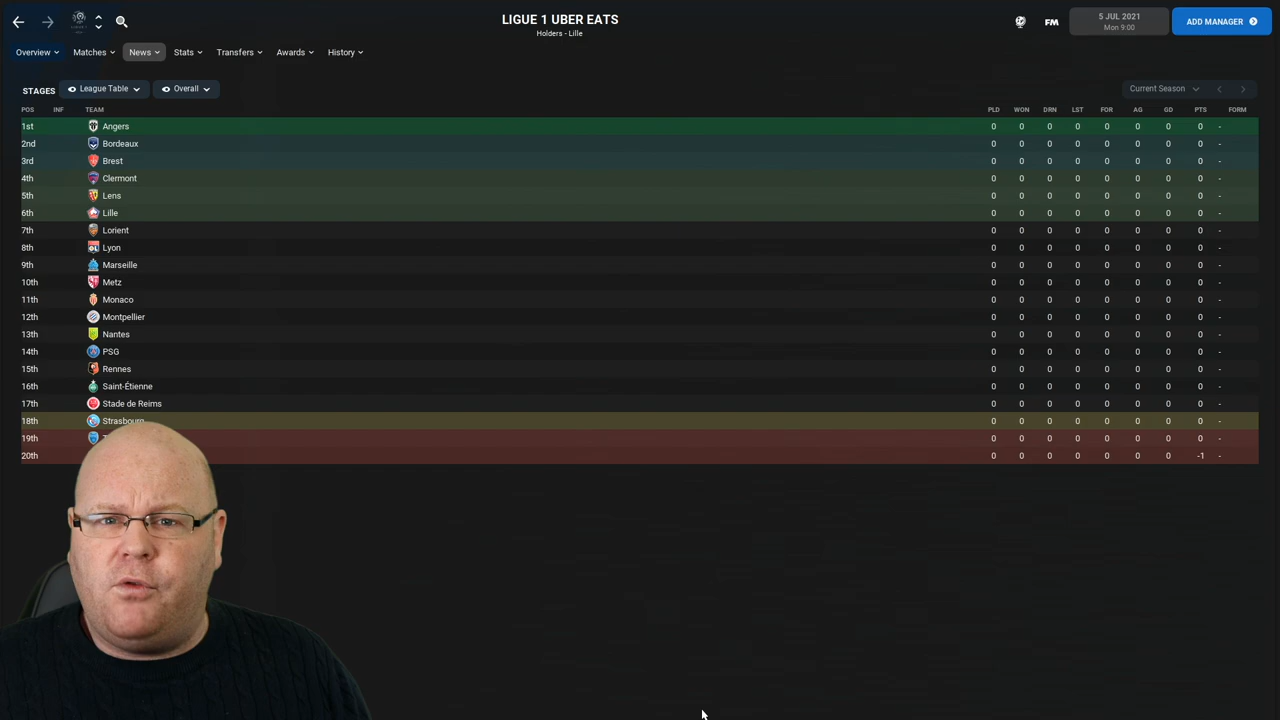 LIGUE 1 UBER EATS
Holders - Lille
FM
5 JUL 2021
Mon 9:00
ADD MANAGER
Overview Matches News Stats Transfers Awards History
STAGES League Table Overall Current Season
POS INF TEAM PLD WON DRN LST FOR AG GD PTS FORM
1st Angers 0 0 0 0 0 0 0 0 -
2nd Bordeaux 0 0 0 0 0 0 0 0 -
3rd Brest 0 0 0 0 0 0 0 0 -
4th Clermont 0 0 0 0 0 0 0 0 -
5th Lens 0 0 0 0 0 0 0 0 -
6th Lille 0 0 0 0 0 0 0 0 -
7th Lorient 0 0 0 0 0 0 0 0 -
8th Lyon 0 0 0 0 0 0 0 0 -
9th Marseille 0 0 0 0 0 0 0 0 -
10th Metz 0 0 0 0 0 0 0 0 -
11th Monaco 0 0 0 0 0 0 0 0 -
12th Montpellier 0 0 0 0 0 0 0 0 -
13th Nantes 0 0 0 0 0 0 0 0 -
14th PSG 0 0 0 0 0 0 0 0 -
15th Rennes 0 0 0 0 0 0 0 0 -
16th Saint-Étienne 0 0 0 0 0 0 0 0 -
17th Stade de Reims 0 0 0 0 0 0 0 0 -
18th Strasbourg 0 0 0 0 0 0 0 0 -
19th 0 0 0 0 0 0 0 0 -
20th 0 0 0 0 0 0 0 -1 -